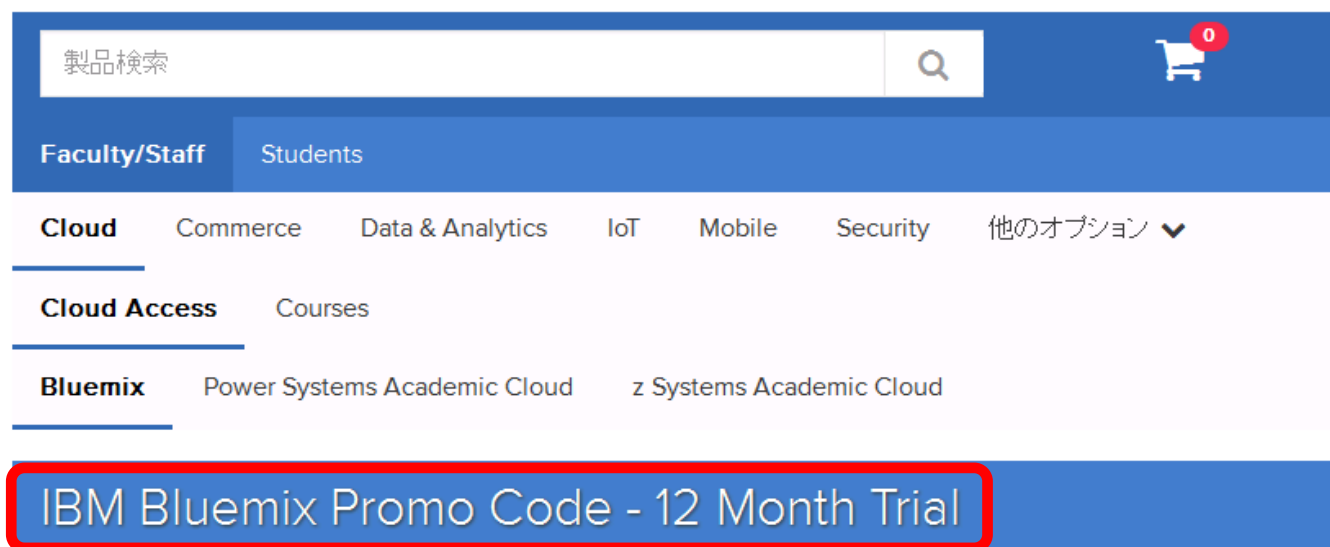 製品検索
0
Faculty/Staff Students
Cloud Commerce Data & Analytics IoT Mobile Security 他のオプション
Cloud Access Courses
Bluemix Power Systems Academic Cloud z Systems Academic Cloud
IBM Bluemix Promo Code - 12 Month Trial